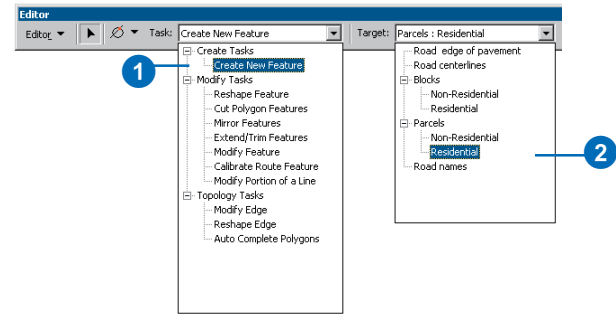 Editor
Editor Task: Create New Feature Target: Parcels : Residential
Create Tasks
Create New Feature
Modify Tasks
Reshape Feature
Cut Polygon Features
Mirror Features
Extend/Trim Features
Modify Feature
Calibrate Route Feature
Modify Portion of a Line
Topology Tasks
Modify Edge
Reshape Edge
Auto Complete Polygons
1
Road edge of pavement
Road centerlines
Blocks
Non-Residential
Residential
Parcels
Non-Residential
Residential
Road names
2